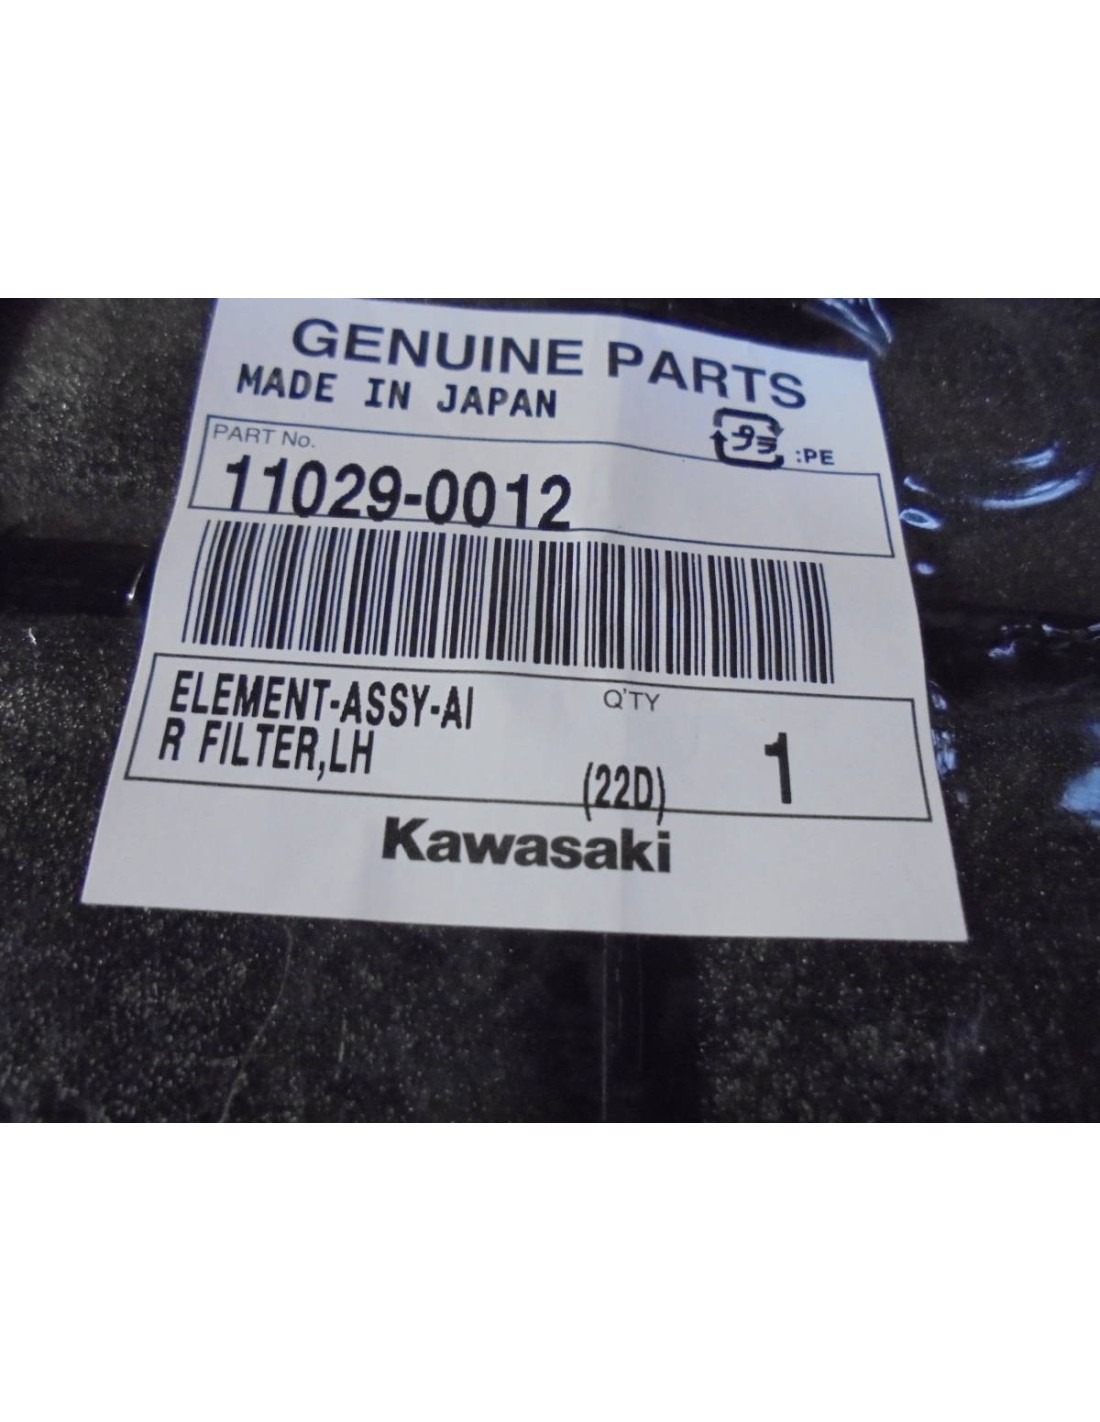 GENUINE PARTS
MADE IN JAPAN
プラ :PE
PART No.
11029-0012
ELEMENT-ASSY-AI
R FILTER,LH
Q'TY
(22D)
1
Kawasaki